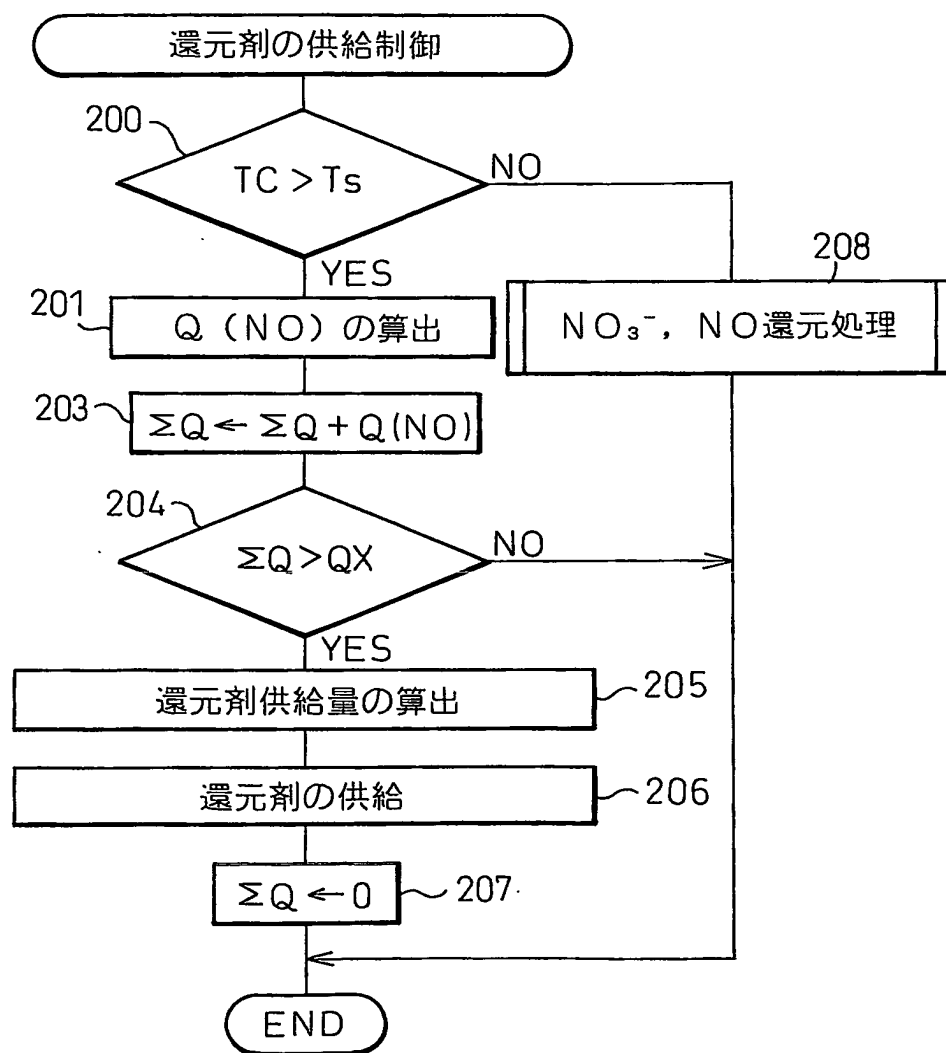 還元剤の供給制御
200
TC > Ts
NO
YES
208
201
Q (NO) の算出
NO₃⁻, NO還元処理
203
ΣQ ← ΣQ + Q(NO)
204
ΣQ > QX
NO
YES
還元剤供給量の算出
205
還元剤の供給
206
ΣQ ← 0
207
END